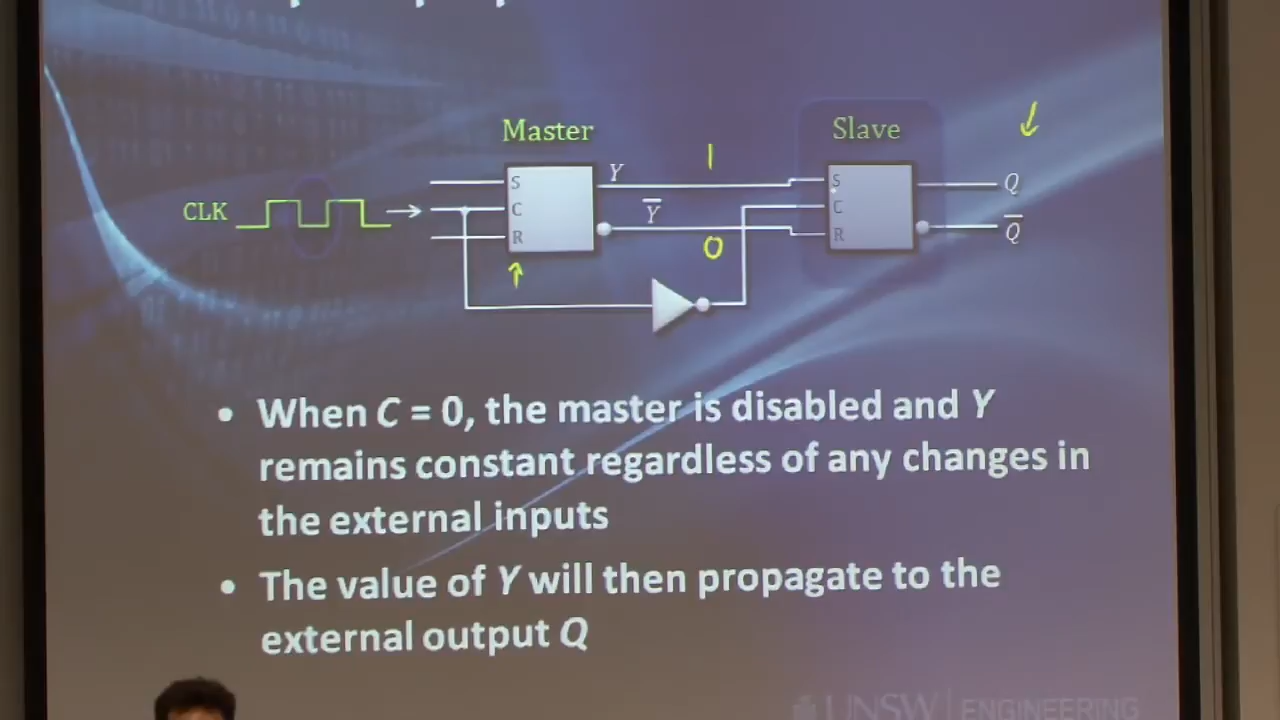 Master
Slave
CLK
S
C
R
Y
Y̅
1
0
S
C
R
Q
Q̅
• When C = 0, the master is disabled and Y
remains constant regardless of any changes in
the external inputs
• The value of Y will then propagate to the
external output Q
UNSW | ENGINEERING